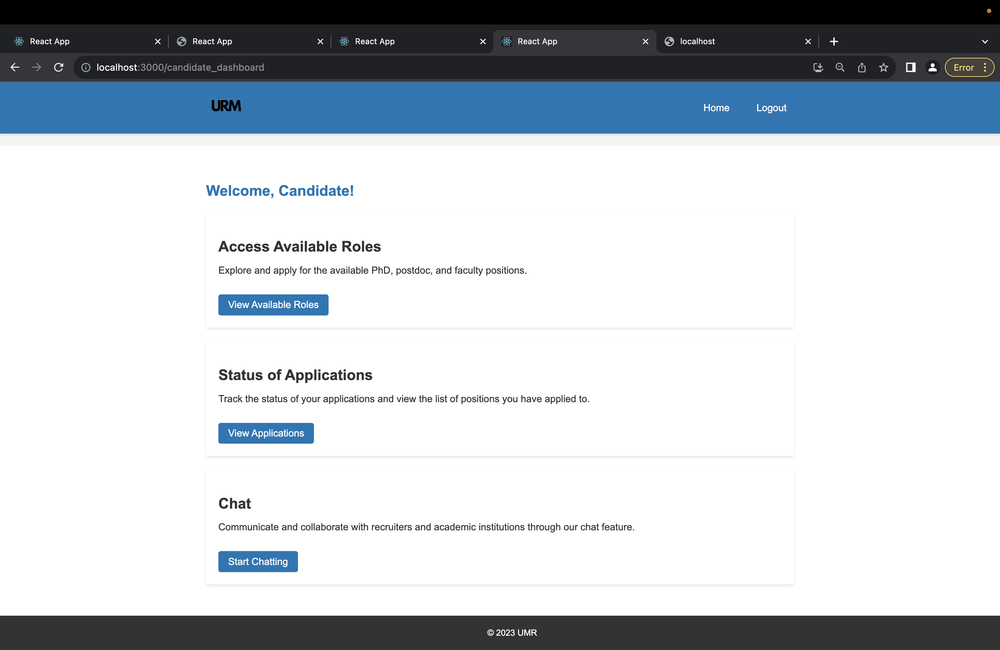 React App
React App
React App
React App
localhost
localhost:3000/candidate_dashboard
Error
URM
Home
Logout
Welcome, Candidate!
Access Available Roles
Explore and apply for the available PhD, postdoc, and faculty positions.
View Available Roles
Status of Applications
Track the status of your applications and view the list of positions you have applied to.
View Applications
Chat
Communicate and collaborate with recruiters and academic institutions through our chat feature.
Start Chatting
© 2023 UMR